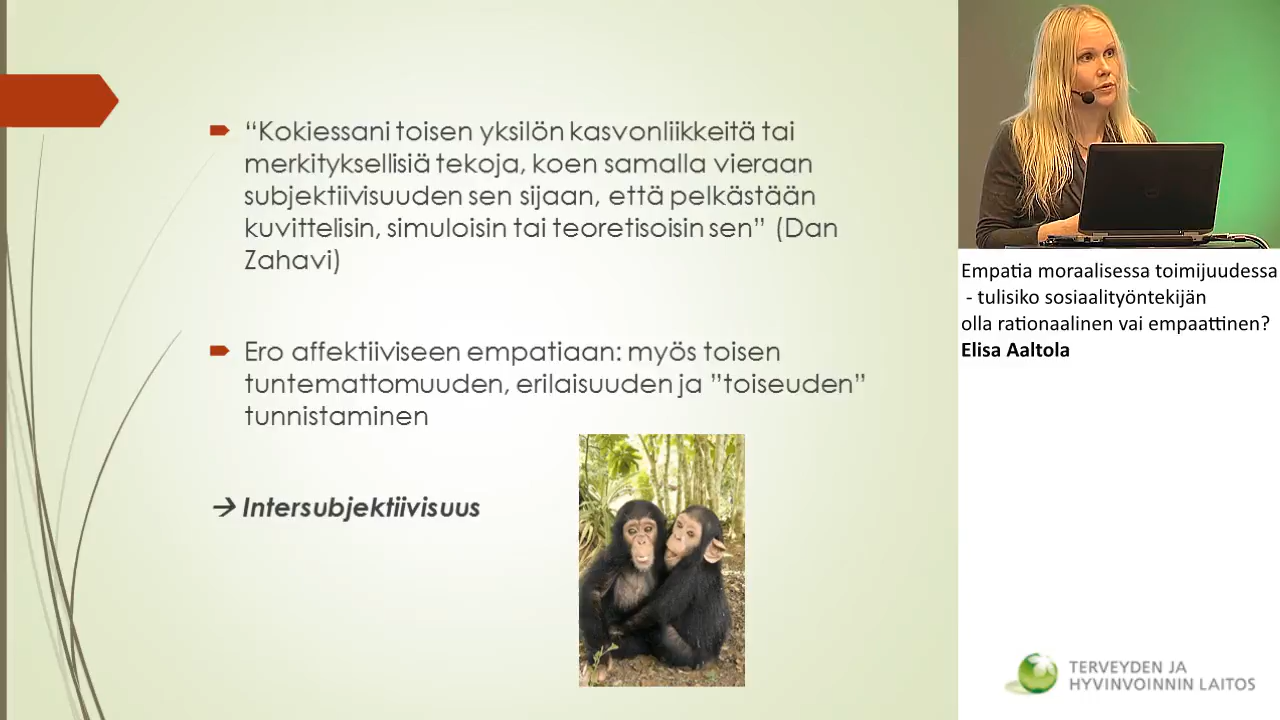 “Kokiessani toisen yksilön kasvonliikkeitä tai
merkityksellisiä tekoja, koen samalla vieraan
subjektiivisuuden sen sijaan, että pelkästään
kuvittelisin, simuloisin tai teoretisoisin sen” (Dan
Zahavi)
Ero affektiiviseen empatiaan: myös toisen
tuntemattomuuden, erilaisuuden ja ”toiseuden”
tunnistaminen
→ Intersubjektiivisuus
Empatia moraalisessa toimijuudessa
- tulisiko sosiaalityöntekijän
olla rationaalinen vai empaattinen?
Elisa Aaltola
TERVEYDEN JA
HYVINVOINNIN LAITOS